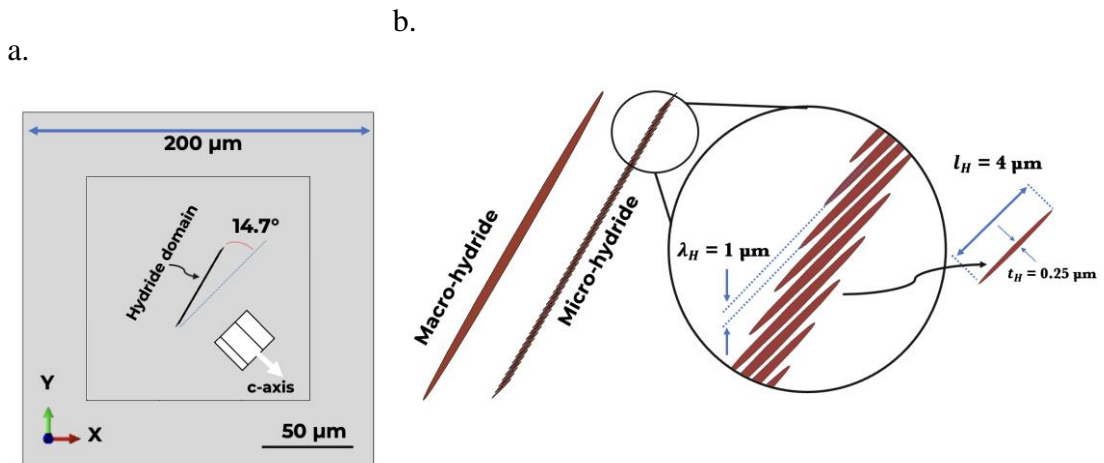 a.
b.
200 μm
14.7°
Hydride domain
c-axis
Y
X
50 μm
Macro-hydride
Micro-hydride
λ_H = 1 μm
l_H = 4 μm
t_H = 0.25 μm